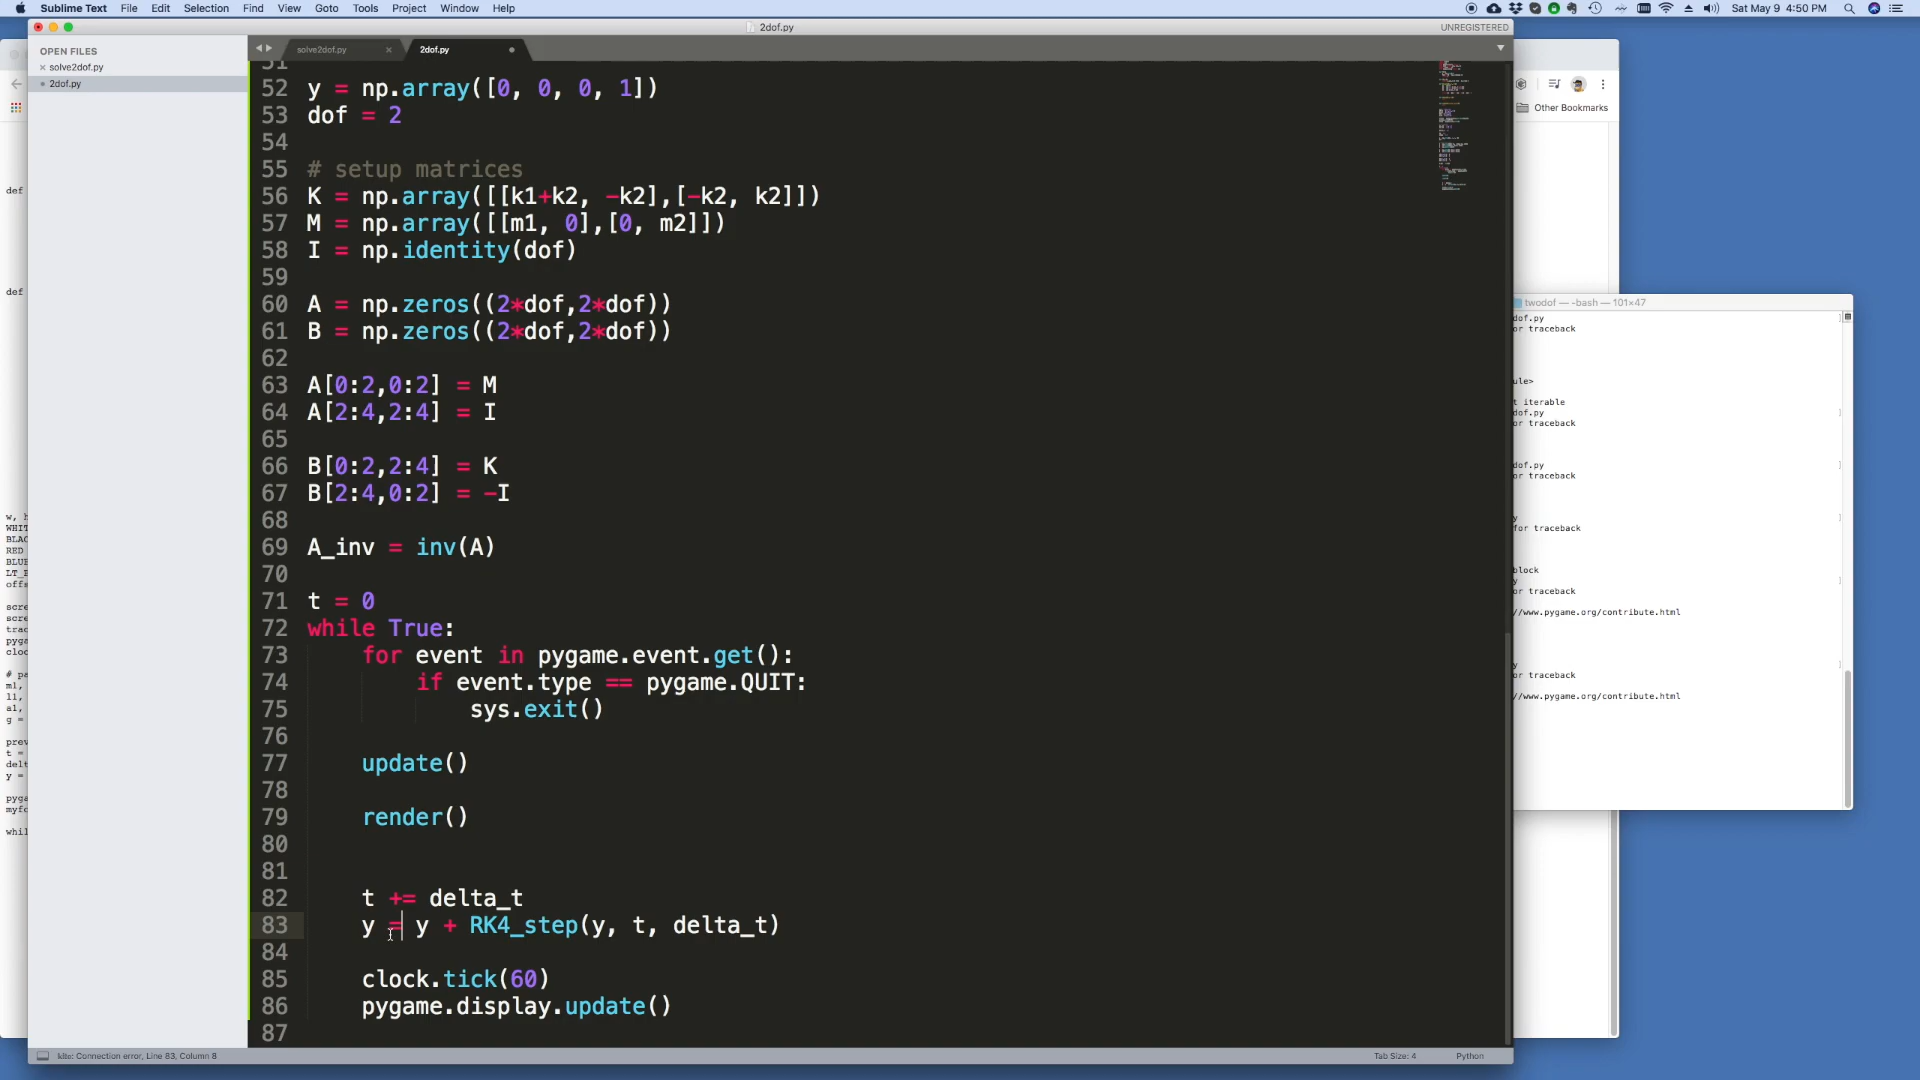 Sublime Text File Edit Selection Find View Goto Tools Project Window Help Sat May 9 4:50 PM
2dof.py UNREGISTERED
OPEN FILES
solve2dof.py
2dof.py
solve2dof.py 2dof.py
51
52 y = np.array([0, 0, 0, 1])
53 dof = 2
54
55 # setup matrices
56 K = np.array([[k1+k2, -k2],[-k2, k2]])
57 M = np.array([[m1, 0],[0, m2]])
58 I = np.identity(dof)
59
60 A = np.zeros((2*dof,2*dof))
61 B = np.zeros((2*dof,2*dof))
62
63 A[0:2,0:2] = M
64 A[2:4,2:4] = I
65
66 B[0:2,2:4] = K
67 B[2:4,0:2] = -I
68
69 A_inv = inv(A)
70
71 t = 0
72 while True:
73 for event in pygame.event.get():
74 if event.type == pygame.QUIT:
75 sys.exit()
76
77 update()
78
79 render()
80
81
82 t += delta_t
83 y = y + RK4_step(y, t, delta_t)
84
85 clock.tick(60)
86 pygame.display.update()
87
kite: Connection error, Line 83, Column 8 Tab Size: 4 Python
Other Bookmarks
def
def
w, h
WHIT
BLAC
RED
BLUE
LT_B
offs
scre
scre
trac
pyga
cloc
# pa
m1,
l1,
a1,
g =
prev
t =
delt
y =
pyga
myfo
whil
twodof — -bash — 101×47
dof.py
or traceback
ule>
t iterable
dof.py
or traceback
dof.py
or traceback
y
for traceback
block
y
or traceback
//www.pygame.org/contribute.html
y
or traceback
//www.pygame.org/contribute.html